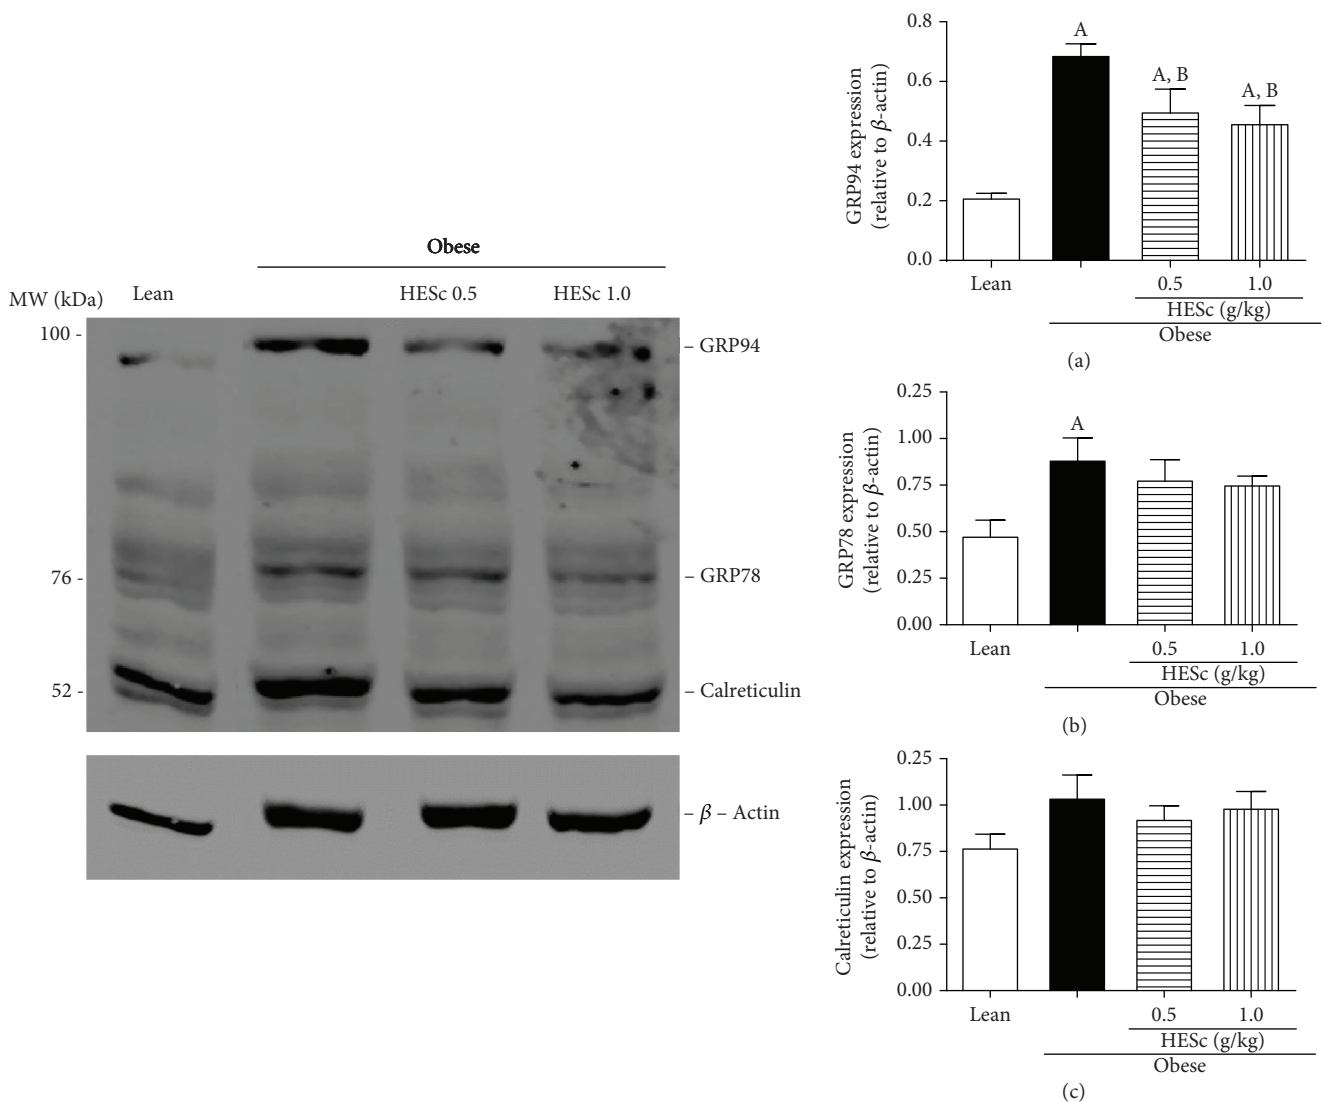 Obese
MW (kDa)
Lean
HESc 0.5
HESc 1.0
100 -
– GRP94
76 -
– GRP78
52 -
– Calreticulin
– β – Actin
GRP94 expression
(relative to β-actin)
0.8
0.6
0.4
0.2
0.0
A
A, B
A, B
Lean
0.5
1.0
HESc (g/kg)
Obese
(a)
GRP78 expression
(relative to β-actin)
0.25
1.00
0.75
0.50
0.25
0.00
A
Lean
0.5
1.0
HESc (g/kg)
Obese
(b)
Calreticulin expression
(relative to β-actin)
0.25
1.00
0.75
0.50
0.25
0.00
Lean
0.5
1.0
HESc (g/kg)
Obese
(c)